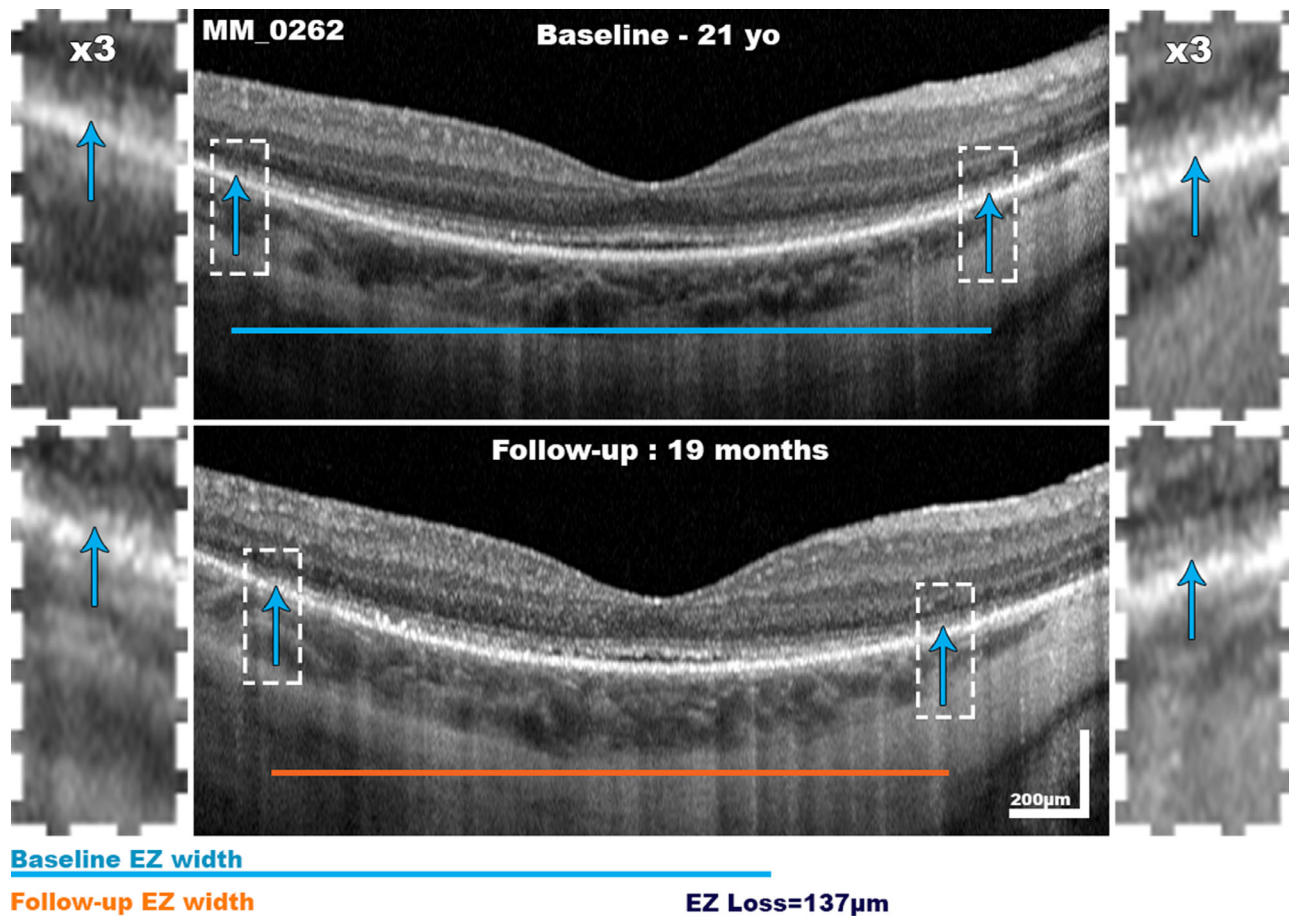 x3
MM_0262
Baseline - 21 yo
x3
Follow-up : 19 months
200µm
Baseline EZ width
Follow-up EZ width
EZ Loss=137µm